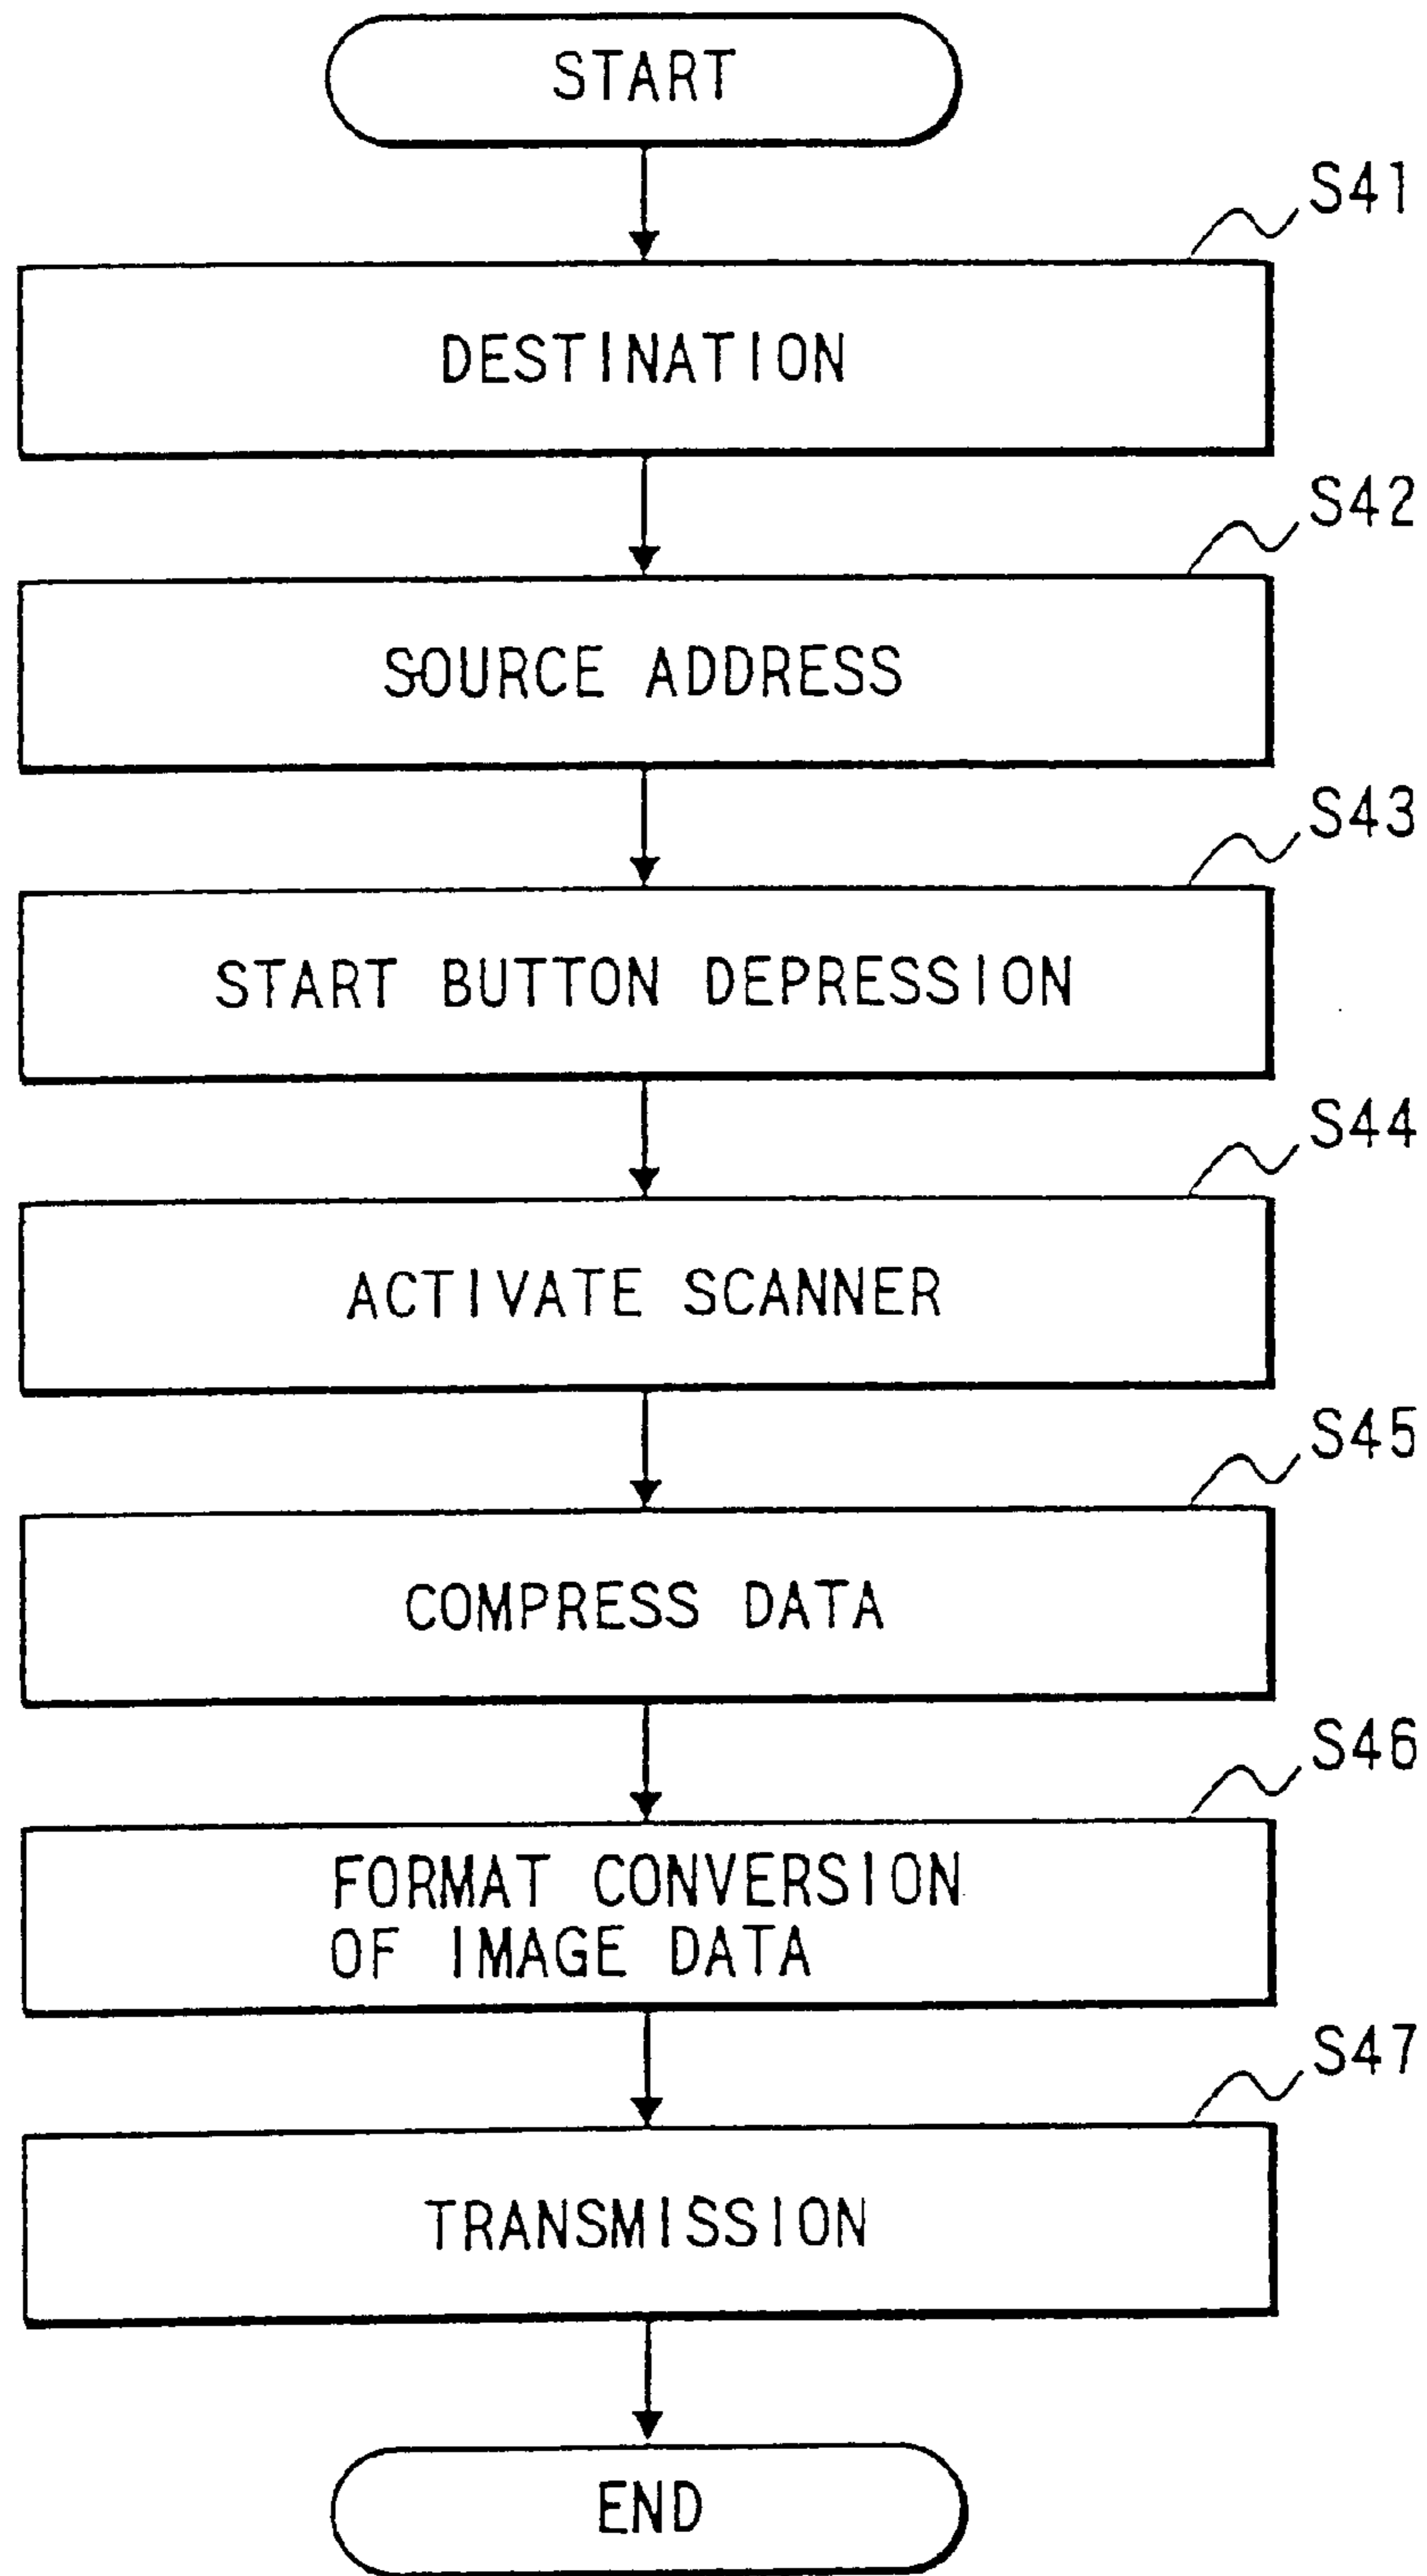 START
S41
DESTINATION
S42
SOURCE ADDRESS
S43
START BUTTON DEPRESSION
S44
ACTIVATE SCANNER
S45
COMPRESS DATA
S46
FORMAT CONVERSION
OF IMAGE DATA
S47
TRANSMISSION
END